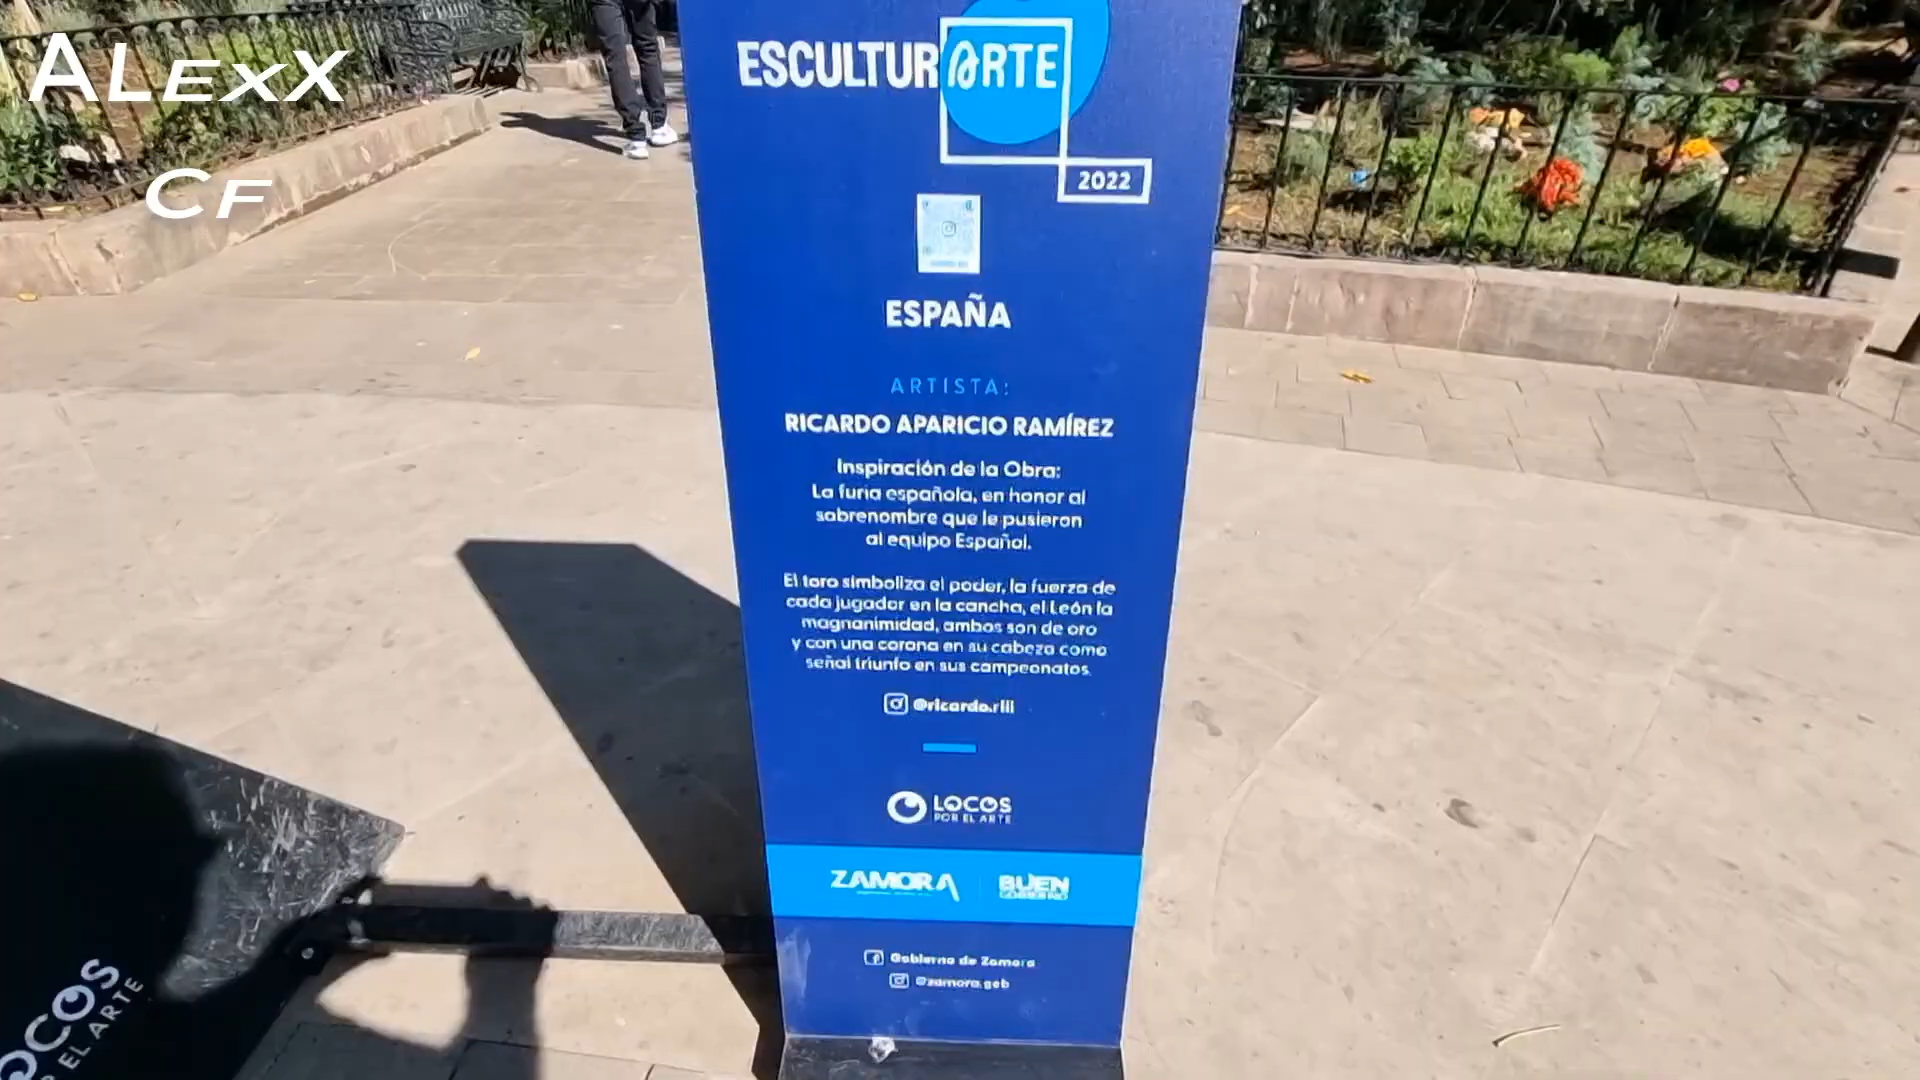 ALEXX
CF
ESCULTURARTE
2022
ESPAÑA
ARTISTA:
RICARDO APARICIO RAMÍREZ
Inspiración de la Obra:
La furia española, en honor al
sobrenombre que le pusieron
al equipo Español.
El toro simboliza el poder, la fuerza de
cada jugador en la cancha, el León la
magnanimidad, ambos son de oro
y con una corona en su cabeza como
señal triunfo en sus campeonatos.
@ricardo.rlll
LOCOS
POR EL ARTE
ZAMORA
BUEN
GOBIERNO
Gobierno de Zamora
@zamora.gob
OCOS
EL ARTE